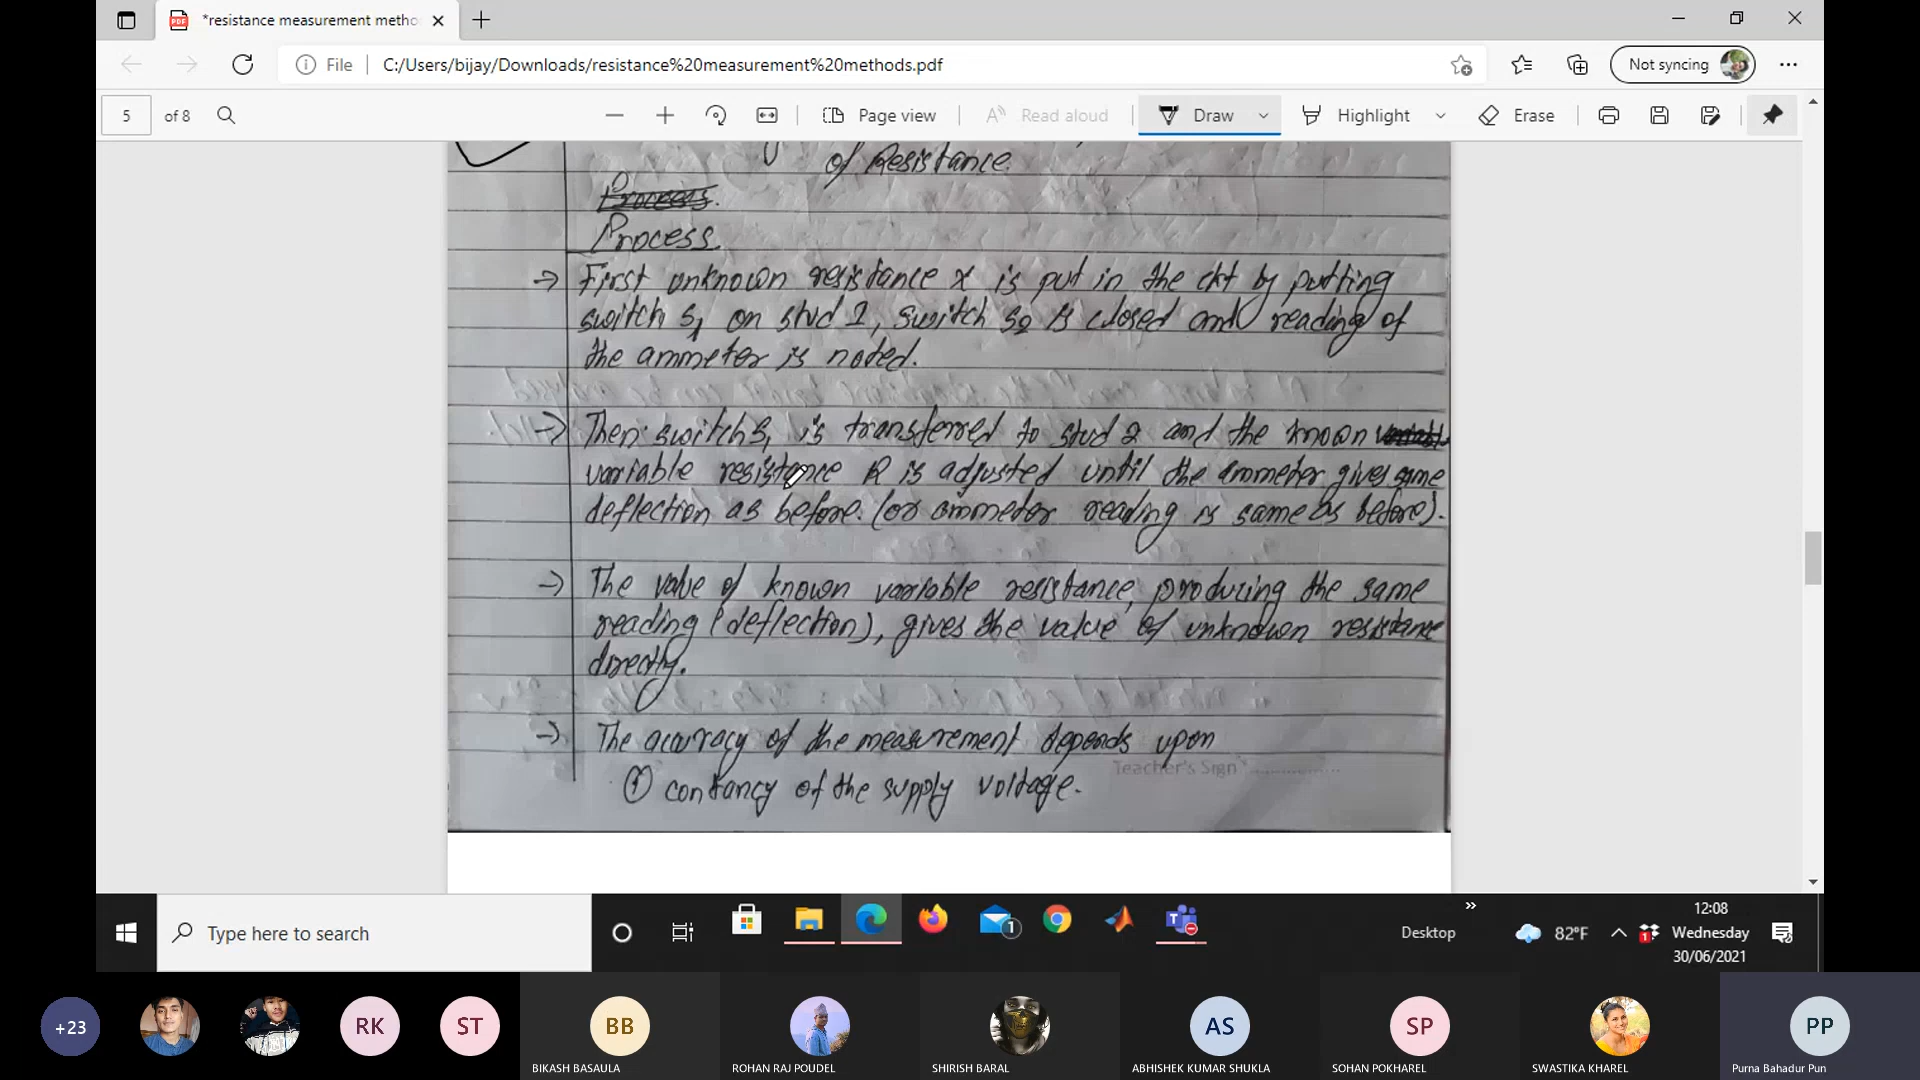 *resistance measurement metho
File
C:/Users/bijay/Downloads/resistance%20measurement%20methods.pdf
Not syncing
5 of 8
Page view
Read aloud
Draw
Highlight
Erase
of Resistance.
Process.
Process.
→ First unknown resistance x is put in the ckt by putting
switch S1 on stud 1, switch S2 is closed and reading of
the ammeter is noted.
→ Then switch S1 is transferred to stud 2 and the known
variable resistance R is adjusted until the ammeter gives same
deflection as before. (or ammeter reading is same as before).
→ The value of known variable resistance, producing the same
reading (deflection), gives the value of unknown resistance
directly.
→ The accuracy of the measurement depends upon
Teacher's Sign
① contancy of the supply voltage.
Type here to search
1
Desktop
82°F
1
12:08
Wednesday
30/06/2021
+23
RK
ST
BB
AS
SP
PP
BIKASH BASAULA
ROHAN RAJ POUDEL
SHIRISH BARAL
ABHISHEK KUMAR SHUKLA
SOHAN POKHAREL
SWASTIKA KHAREL
Purna Bahadur Pun